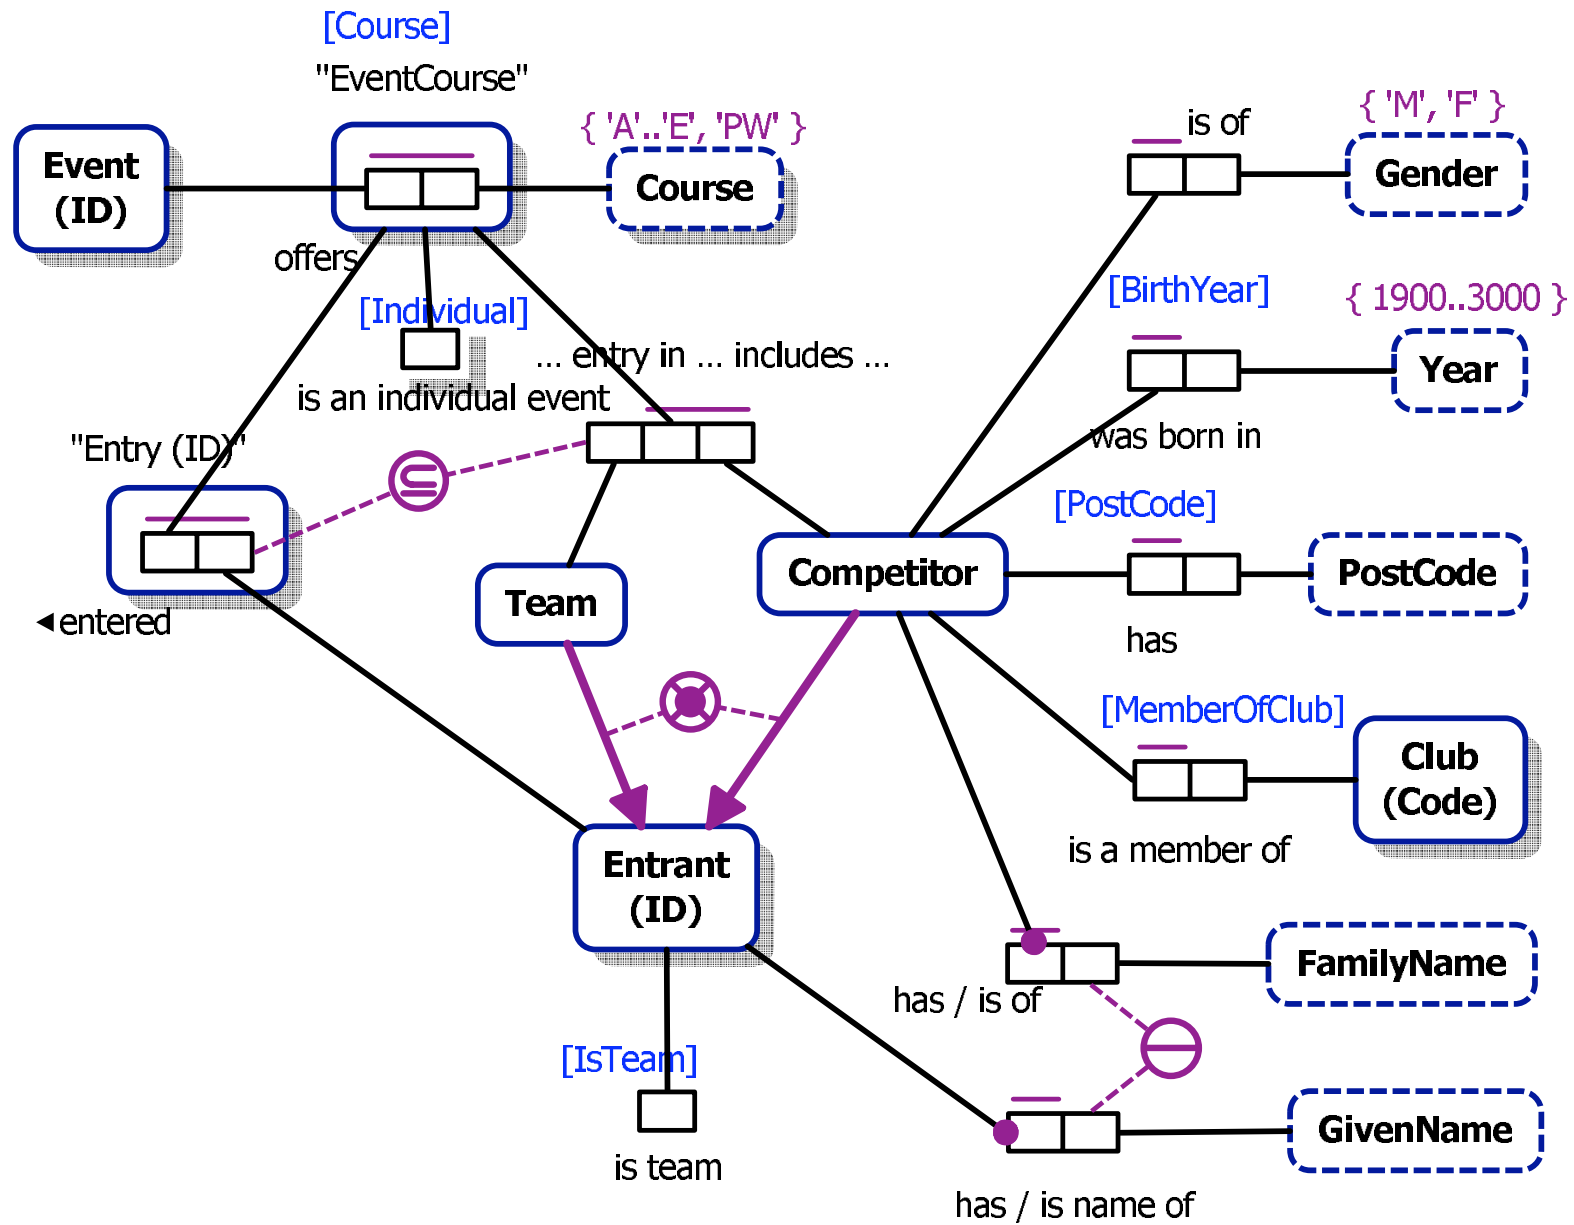 [Course]
"EventCourse"
{ 'A'..'E', 'PW' }
{ 'M', 'F' }
is of
Event
(ID)
Course
Gender
offers
[Individual]
[BirthYear]
{ 1900..3000 }
... entry in ... includes ...
Year
is an individual event
"Entry (ID)"
was born in
[PostCode]
Competitor
PostCode
Team
◄entered
has
[MemberOfClub]
Club
(Code)
is a member of
Entrant
(ID)
FamilyName
has / is of
[IsTeam]
GivenName
is team
has / is name of